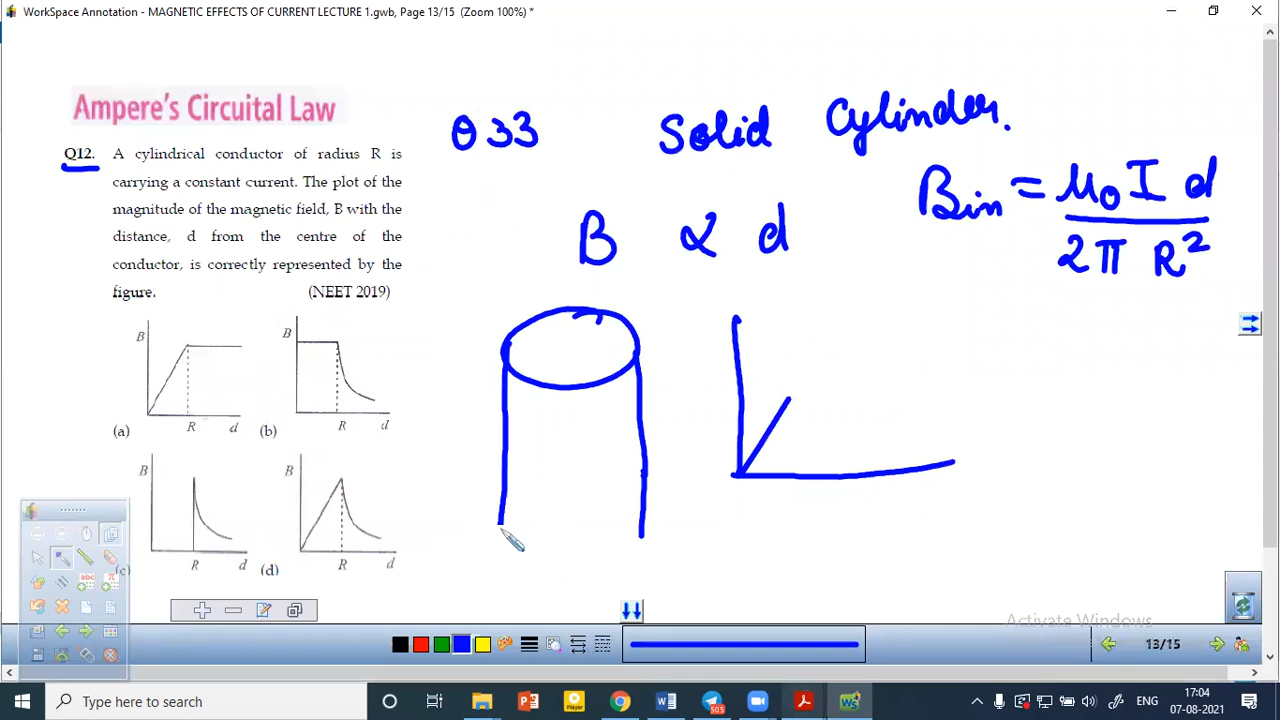 WorkSpace Annotation - MAGNETIC EFFECTS OF CURRENT LECTURE 1.gwb, Page 13/15 (Zoom 100%) *
Ampere's Circuital Law
Q12. A cylindrical conductor of radius R is
carrying a constant current. The plot of the
magnitude of the magnetic field, B with the
distance, d from the centre of the
conductor, is correctly represented by the
figure. (NEET 2019)
B
R d
(a)
B
R d
(b)
B
R d
(c)
B
R d
(d)
Q33 Solid Cylinder.
B ∝ d
Bin = μ0 I d
2π R²
Activate Windows
13/15
Type here to search
ENG
17:04
07-08-2021